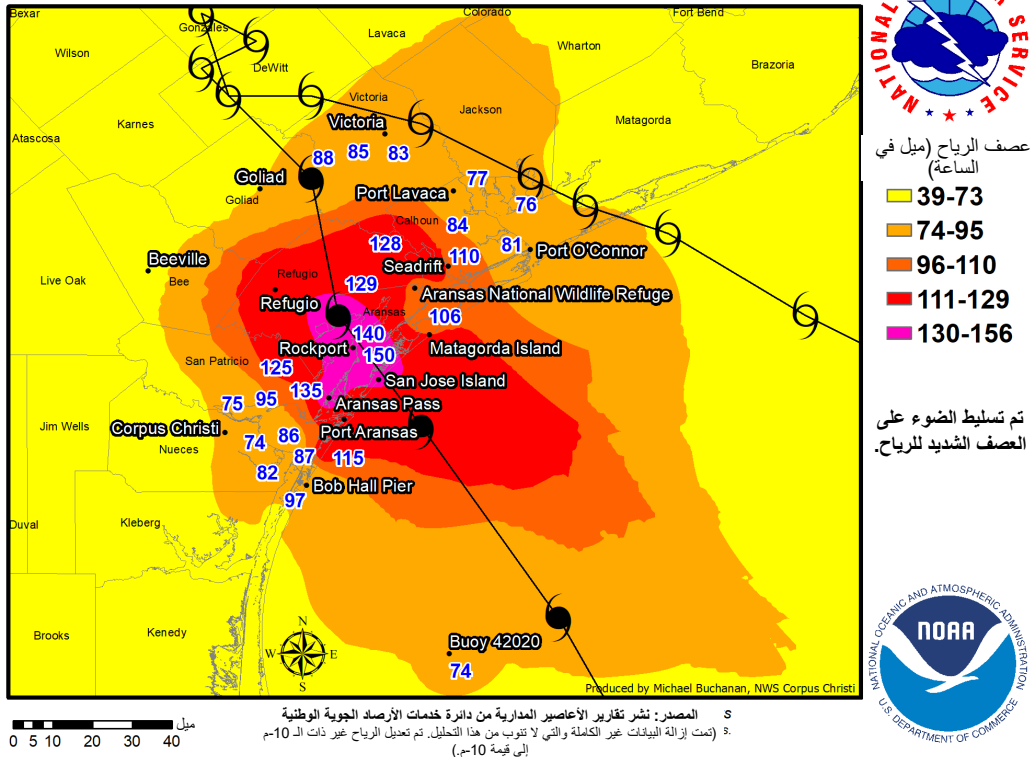 Bexar
Gonzales
Colorado
Fort Bend
Lavaca
Wilson
Wharton
DeWitt
Brazoria
Victoria
Jackson
Matagorda
Karnes
Atascosa
Victoria
88
85
83
Goliad
Goliad
Port Lavaca
77
76
Calhoun
84
128
81
Port O'Connor
110
Seadrift
Beeville
Bee
Live Oak
Refugio
129
Aransas National Wildlife Refuge
Refugio
Aransas
106
140
Rockport
150
Matagorda Island
San Patricio
125
San Jose Island
135
95
75
Aransas Pass
Jim Wells
Corpus Christi
74
86
Port Aransas
Nueces
87
115
82
Bob Hall Pier
97
Duval
Kleberg
Brooks
Kenedy
N
W
E
S
Buoy 42020
74
Produced by Michael Buchanan, NWS Corpus Christi
NATIONAL
SERVICE
عصف الرياح (ميل في
الساعة)
39-73
74-95
96-110
111-129
130-156
تم تسليط الضوء على
العصف الشديد للرياح.
NATIONAL OCEANIC AND ATMOSPHERIC ADMINISTRATION
NOAA
U.S. DEPARTMENT OF COMMERCE
ميل
0 5 10 20 30 40
المصدر: نشر تقارير الأعاصير المدارية من دائرة خدمات الأرصاد الجوية الوطنية
(تمت إزالة البيانات غير الكاملة والتي لا تنوب من هذا التحليل. تم تعديل الرياح غير ذات الـ 10-م
إلى قيمة 10-م.)